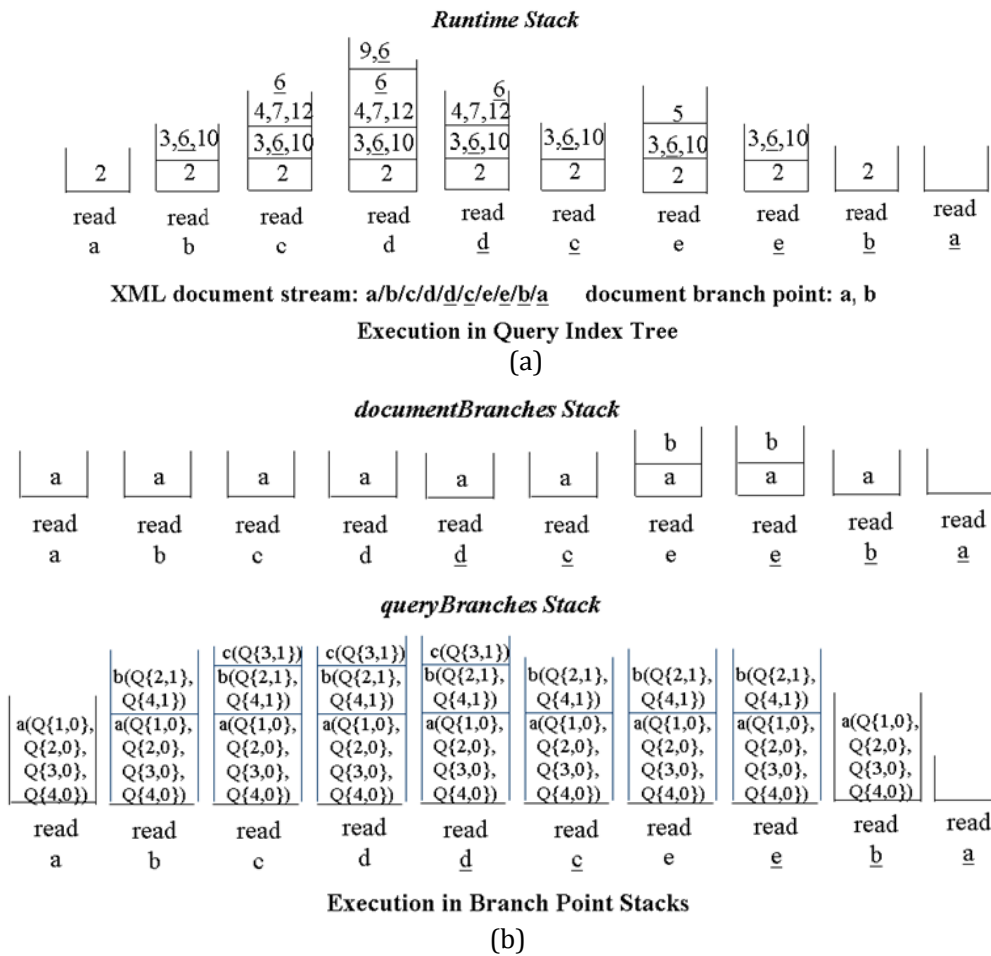 Runtime Stack
9,6
6 6 6
4,7,12 4,7,12 4,7,12 5
3,6,10 3,6,10 3,6,10 3,6,10 3,6,10 3,6,10 3,6,10
2 2 2 2 2 2 2 2 2
read read read read read read read read read read
a b c d d c e e b a
XML document stream: a/b/c/d/d/c/e/e/b/a document branch point: a, b
Execution in Query Index Tree
(a)
documentBranches Stack
b b
a a a a a a a a a
read read read read read read read read read read
a b c d d c e e b a
queryBranches Stack
c(Q{3,1}) c(Q{3,1}) c(Q{3,1})
b(Q{2,1}, b(Q{2,1}, b(Q{2,1}, b(Q{2,1}, b(Q{2,1}, b(Q{2,1}, b(Q{2,1},
Q{4,1}) Q{4,1}) Q{4,1}) Q{4,1}) Q{4,1}) Q{4,1}) Q{4,1})
a(Q{1,0}, a(Q{1,0}, a(Q{1,0}, a(Q{1,0}, a(Q{1,0}, a(Q{1,0}, a(Q{1,0}, a(Q{1,0}, a(Q{1,0},
Q{2,0}, Q{2,0}, Q{2,0}, Q{2,0}, Q{2,0}, Q{2,0}, Q{2,0}, Q{2,0}, Q{2,0},
Q{3,0}, Q{3,0}, Q{3,0}, Q{3,0}, Q{3,0}, Q{3,0}, Q{3,0}, Q{3,0}, Q{3,0},
Q{4,0}) Q{4,0}) Q{4,0}) Q{4,0}) Q{4,0}) Q{4,0}) Q{4,0}) Q{4,0}) Q{4,0})
read read read read read read read read read read
a b c d d c e e b a
Execution in Branch Point Stacks
(b)